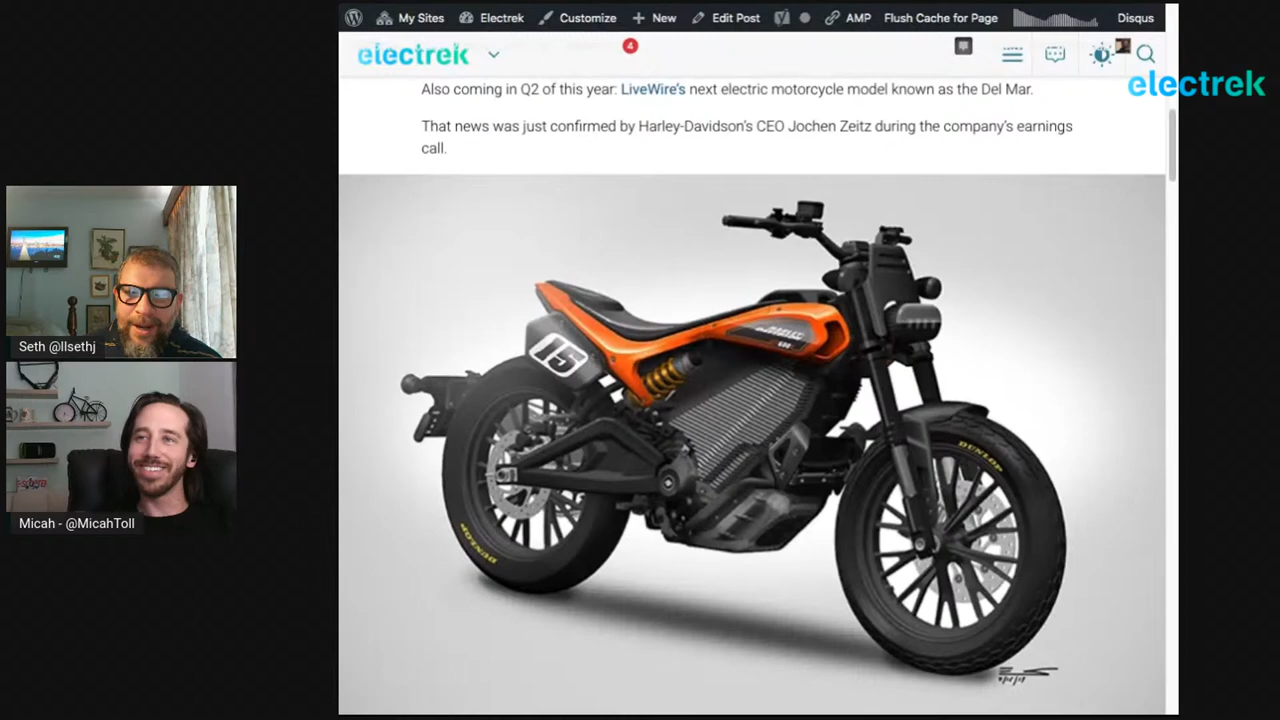 My Sites Electrek Customize New Edit Post AMP Flush Cache for Page Disqus
electrek 4
electrek
Also coming in Q2 of this year: LiveWire's next electric motorcycle model known as the Del Mar.
That news was just confirmed by Harley-Davidson's CEO Jochen Zeitz during the company's earnings
call.
15
DUNLOP
DUNLOP
Seth @llsethj
Micah - @MicahToll